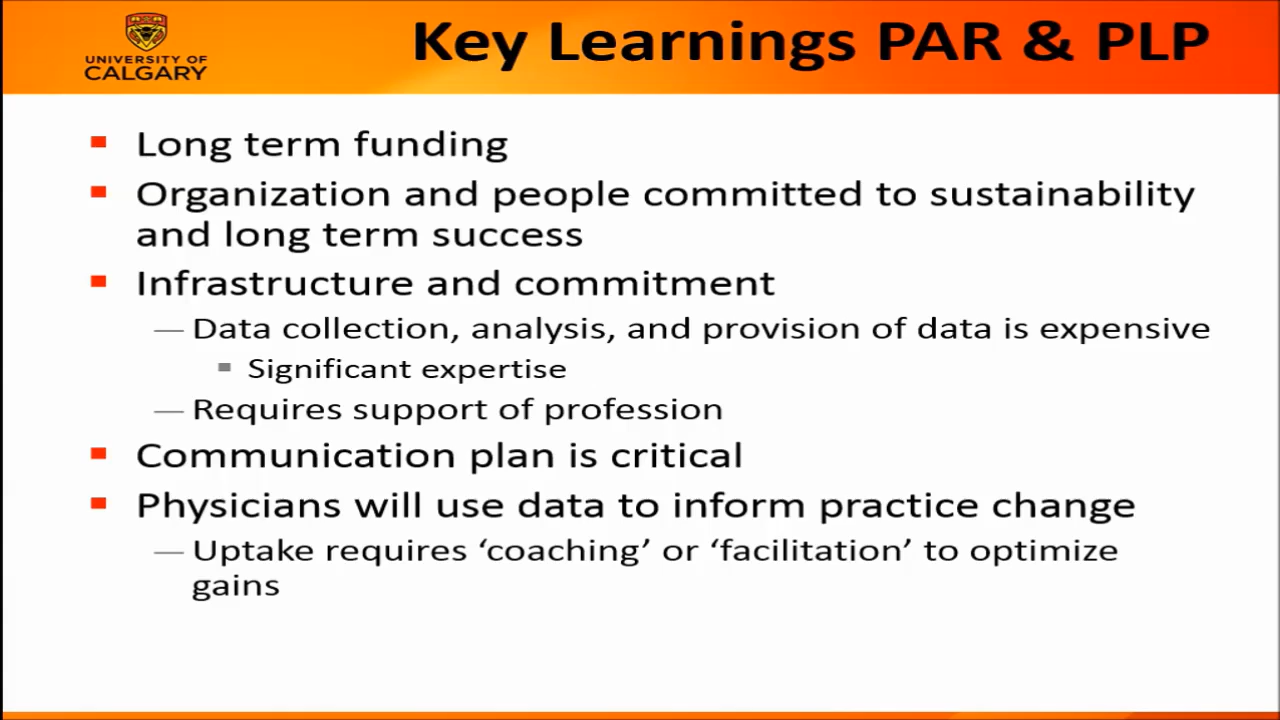 UNIVERSITY OF
CALGARY
Key Learnings PAR & PLP
Long term funding
Organization and people committed to sustainability
and long term success
Infrastructure and commitment
— Data collection, analysis, and provision of data is expensive
Significant expertise
— Requires support of profession
Communication plan is critical
Physicians will use data to inform practice change
— Uptake requires ‘coaching’ or ‘facilitation’ to optimize
gains